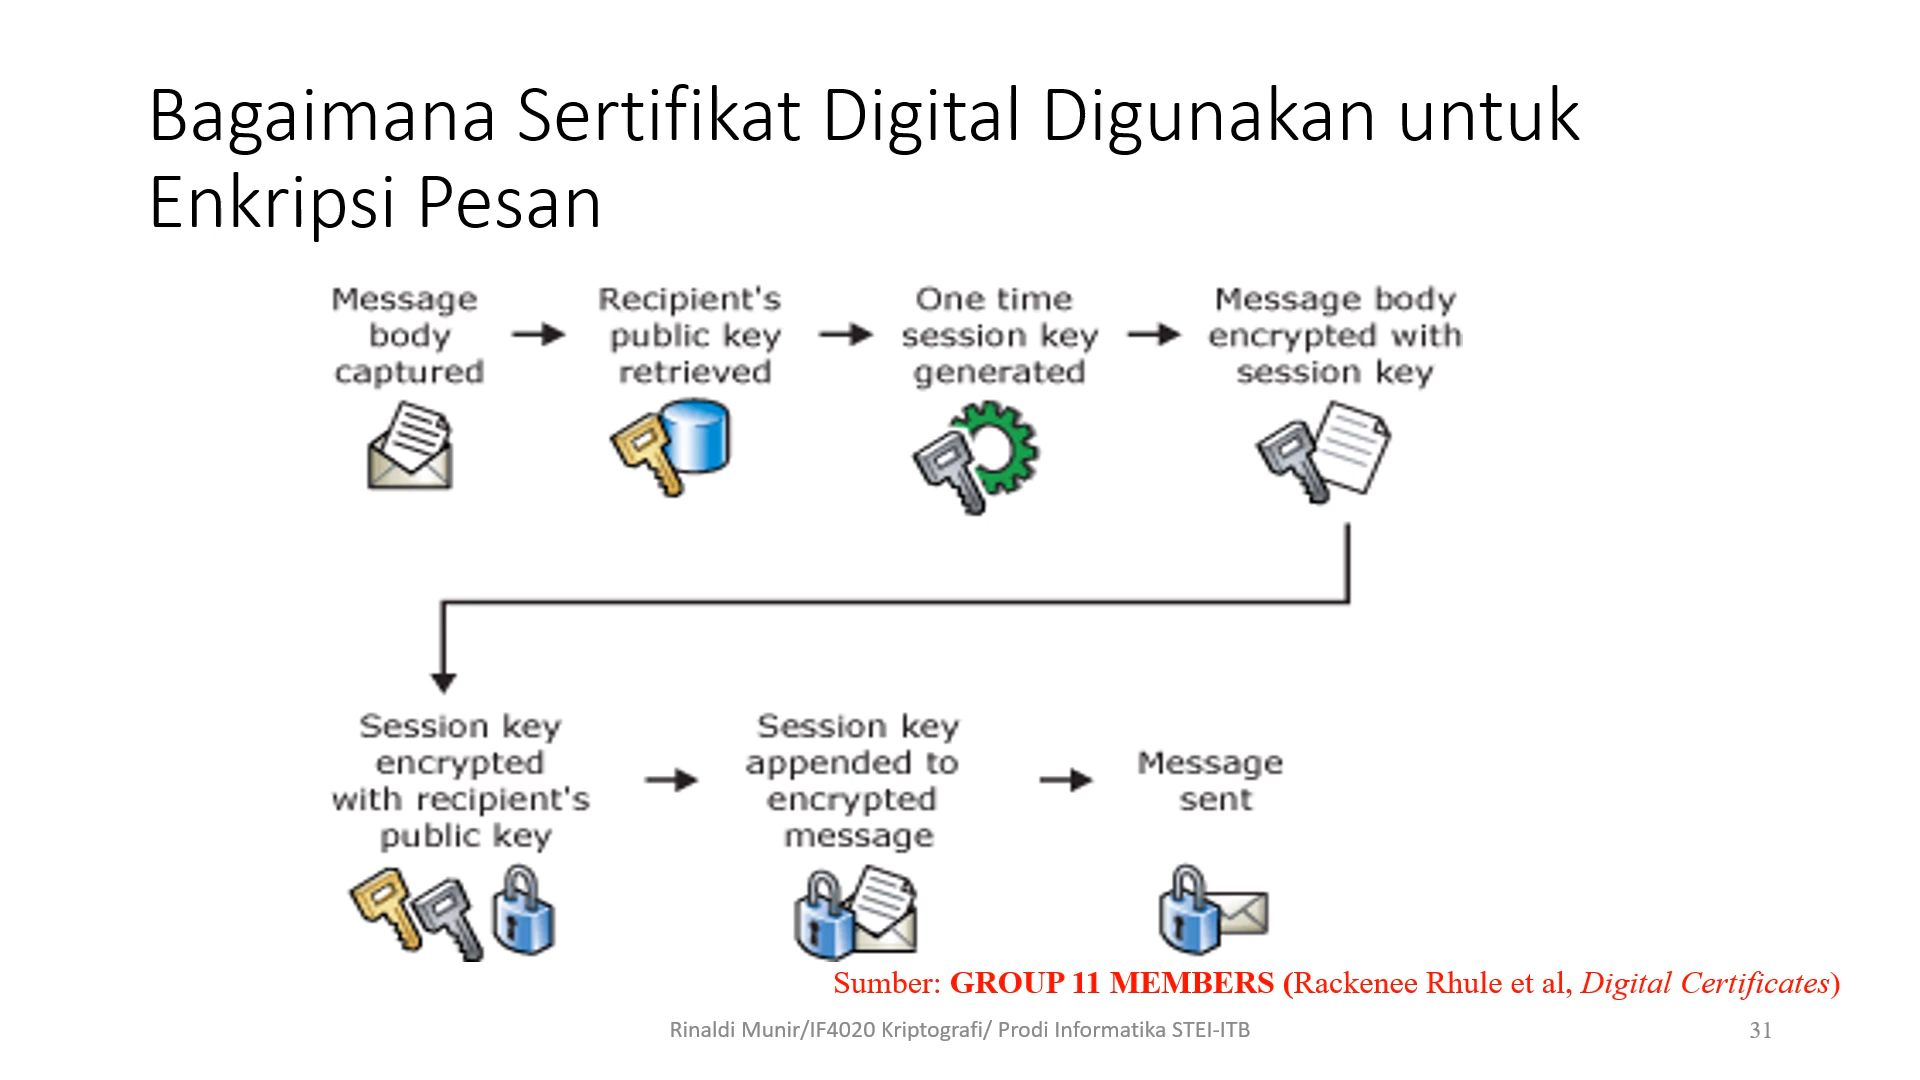 Bagaimana Sertifikat Digital Digunakan untuk
Enkripsi Pesan
Message
body
captured
Recipient's
public key
retrieved
One time
session key
generated
Message body
encrypted with
session key
Session key
encrypted
with recipient's
public key
Session key
appended to
encrypted
message
Message
sent
Sumber: GROUP 11 MEMBERS (Rackenee Rhule et al, Digital Certificates)
Rinaldi Munir/IF4020 Kriptografi/ Prodi Informatika STEI-ITB
31